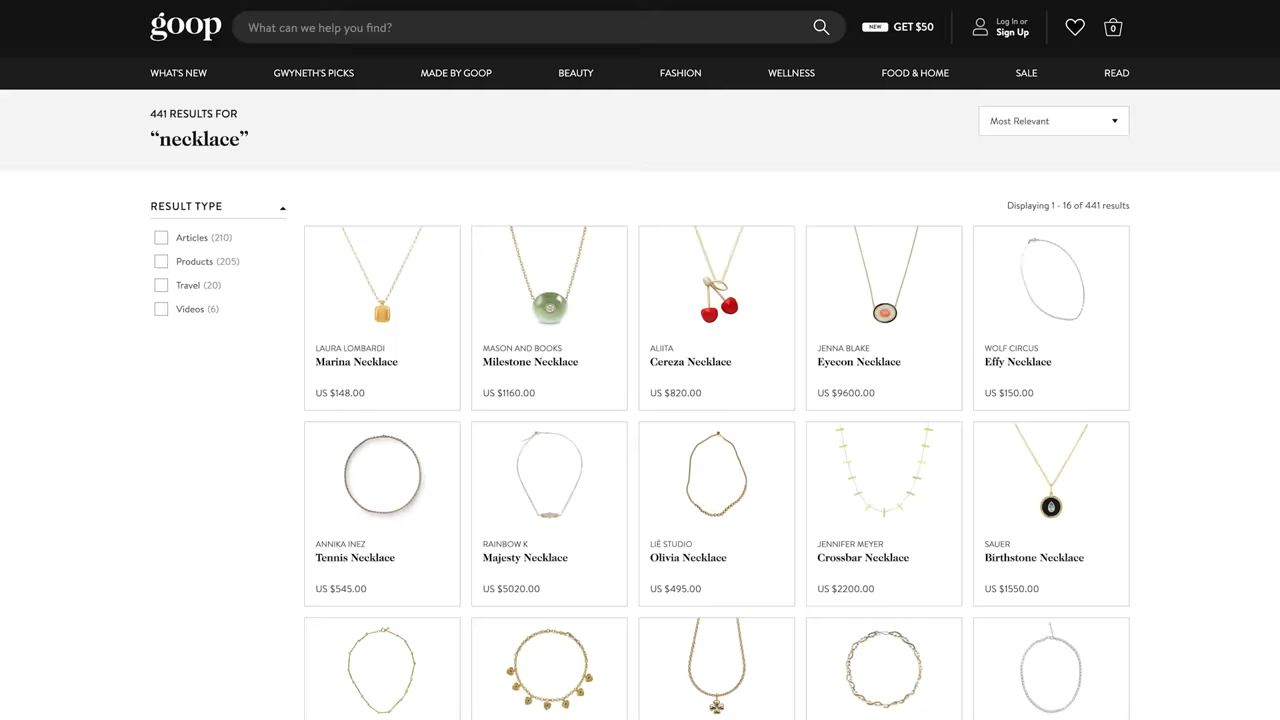 goop
What can we help you find?
NEW GET $50
Log In or
Sign Up
0
WHAT'S NEW GWYNETH'S PICKS MADE BY GOOP BEAUTY FASHION WELLNESS FOOD & HOME SALE READ
441 RESULTS FOR
“necklace”
Most Relevant
RESULT TYPE
Displaying 1 - 16 of 441 results
Articles (210)
Products (205)
Travel (20)
Videos (6)
LAURA LOMBARDI
Marina Necklace
US $148.00
MASON AND BOOKS
Milestone Necklace
US $1160.00
ALIITA
Cereza Necklace
US $820.00
JENNA BLAKE
Eyecon Necklace
US $9600.00
WOLF CIRCUS
Effy Necklace
US $150.00
ANNIKA INEZ
Tennis Necklace
US $545.00
RAINBOW K
Majesty Necklace
US $5020.00
LIÉ STUDIO
Olivia Necklace
US $495.00
JENNIFER MEYER
Crossbar Necklace
US $2200.00
SAUER
Birthstone Necklace
US $1550.00